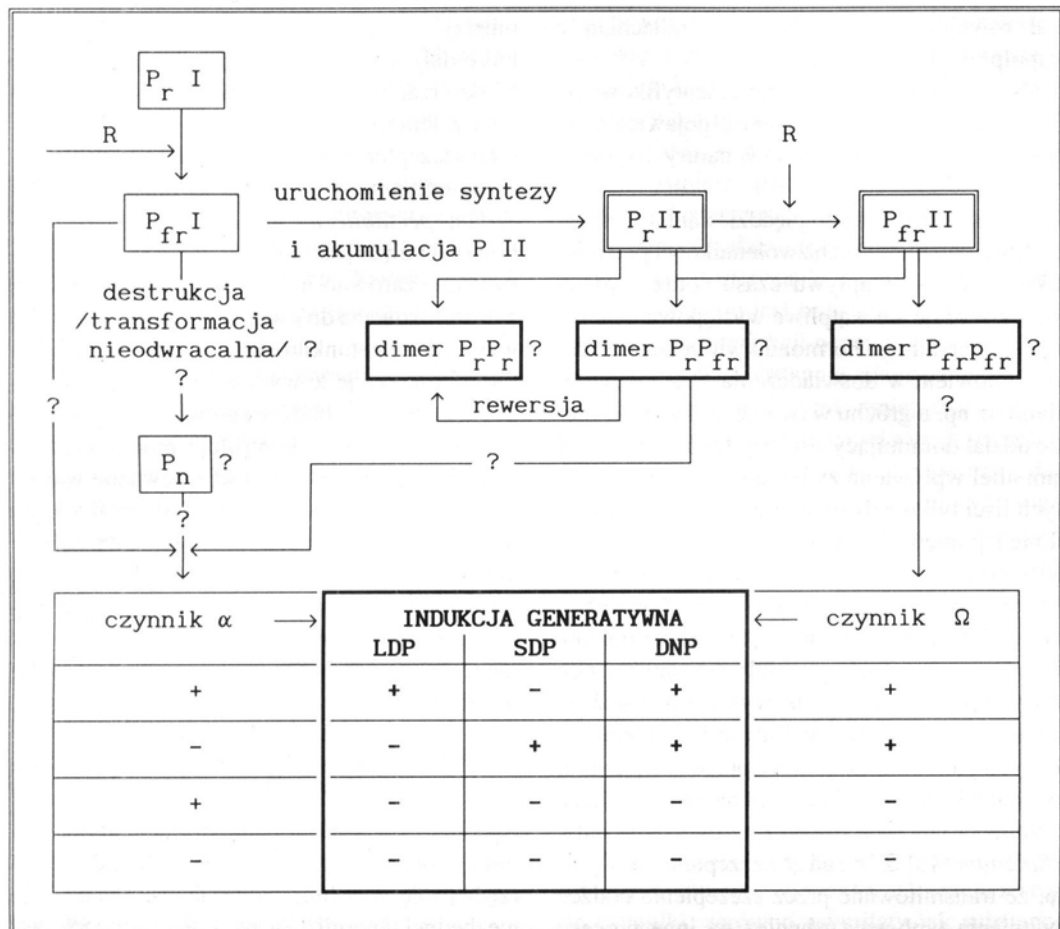 P_r I
R
R
P_fr I
uruchomienie syntezy
i akumulacja P II
P_r II
P_fr II
destrukcja
/transformacja
nieodwracalna/ ?
?
?
dimer P_rP_r ?
dimer P_rP_fr ?
dimer P_frP_fr ?
rewersja
?
?
P_n ?
?
czynnik α
INDUKCJA GENERATYWNA
czynnik Ω
LDP SDP DNP
+ + - + +
- - + + +
+ - - - -
- - - - -